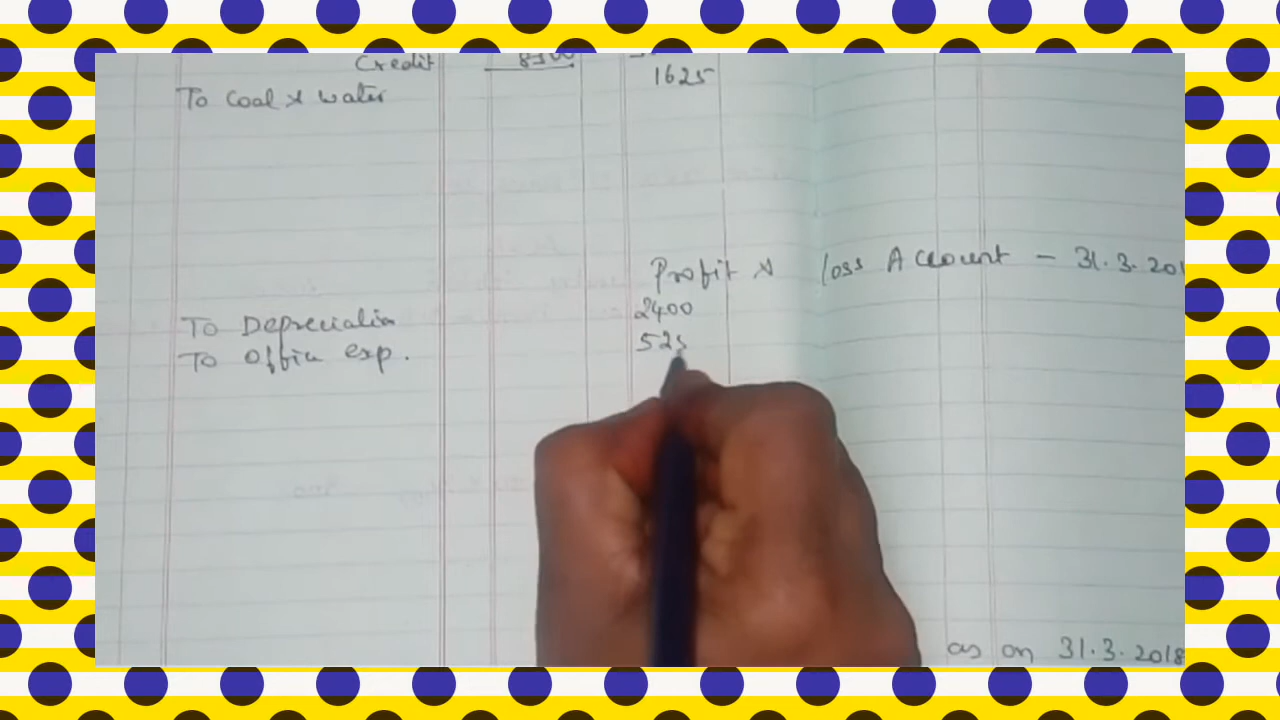 Credit 8500
1625
To Coal & water
Profit & loss Account - 31.3.201
2400
To Depreciation
525
To Office exp.
as on 31.3.2018